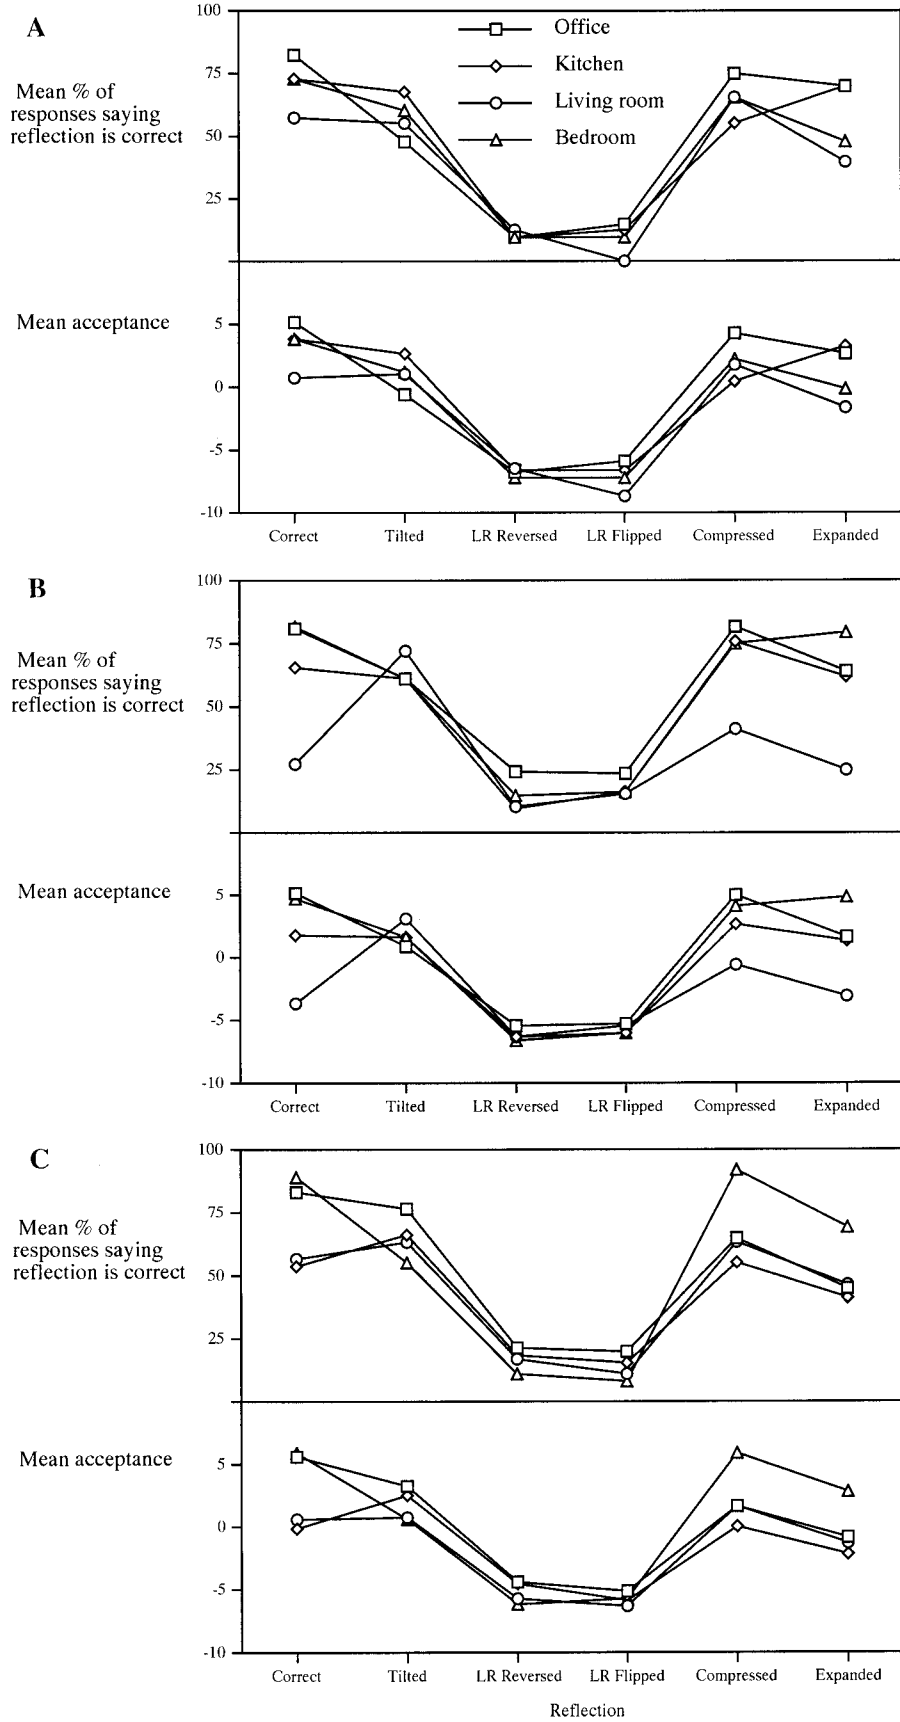 A
100
75
50
25
Mean % of
responses saying
reflection is correct
Office
Kitchen
Living room
Bedroom
Mean acceptance
5
0
-5
-10
Correct
Tilted
LR Reversed
LR Flipped
Compressed
Expanded
B
100
75
50
25
Mean % of
responses saying
reflection is correct
Mean acceptance
5
0
-5
-10
Correct
Tilted
LR Reversed
LR Flipped
Compressed
Expanded
C
100
75
50
25
Mean % of
responses saying
reflection is correct
Mean acceptance
5
0
-5
-10
Correct
Tilted
LR Reversed
LR Flipped
Compressed
Expanded
Reflection